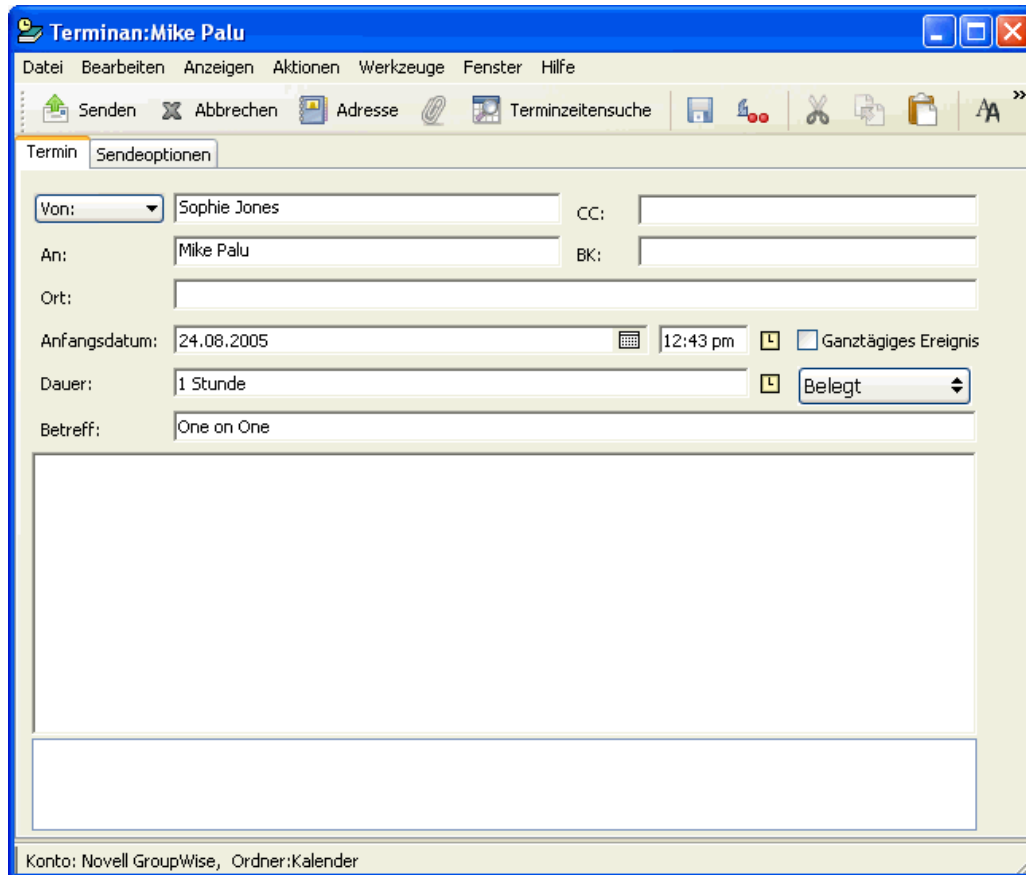 Terminan:Mike Palu
Datei Bearbeiten Anzeigen Aktionen Werkzeuge Fenster Hilfe
Senden Abbrechen Adresse Terminzeitensuche AA »
Termin Sendeoptionen
Von: Sophie Jones CC:
An: Mike Palu BK:
Ort:
Anfangsdatum: 24.08.2005 12:43 pm Ganztägiges Ereignis
Dauer: 1 Stunde Belegt
Betreff: One on One
Konto: Novell GroupWise, Ordner:Kalender